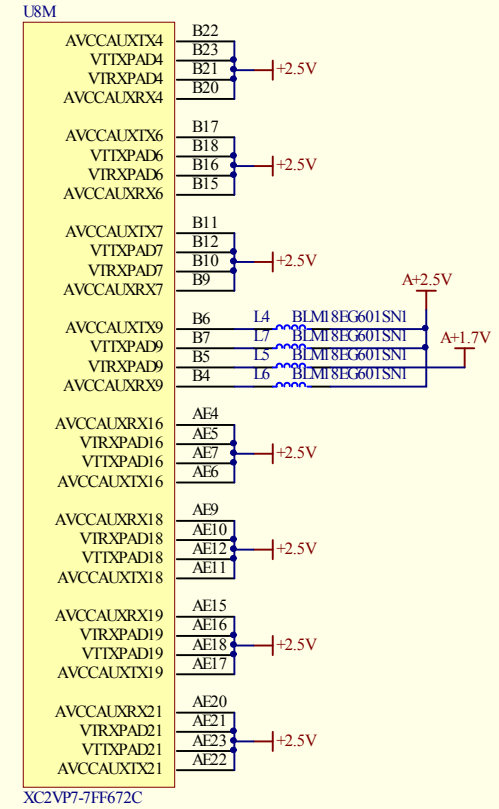 U8M
AVCCAUXTX4 B22
VTTXPAD4 B23
VTRXPAD4 B21 +2.5V
AVCCAUXRX4 B20
AVCCAUXTX6 B17
VTTXPAD6 B18
VTRXPAD6 B16 +2.5V
AVCCAUXRX6 B15
AVCCAUXTX7 B11
VTTXPAD7 B12
VTRXPAD7 B10 +2.5V
AVCCAUXRX7 B9
A+2.5V
AVCCAUXTX9 B6 L4 BLM18EG601SN1
VTTXPAD9 B7 L7 BLM18EG601SN1 A+1.7V
VTRXPAD9 B5 L5 BLM18EG601SN1
AVCCAUXRX9 B4 L6 BLM18EG601SN1
AVCCAUXRX16 AE4
VTRXPAD16 AE5
VTTXPAD16 AE7 +2.5V
AVCCAUXTX16 AE6
AVCCAUXRX18 AE9
VTRXPAD18 AE10
VTTXPAD18 AE12 +2.5V
AVCCAUXTX18 AE11
AVCCAUXRX19 AE15
VTRXPAD19 AE16
VTTXPAD19 AE18 +2.5V
AVCCAUXTX19 AE17
AVCCAUXRX21 AE20
VTRXPAD21 AE21
VTTXPAD21 AE23 +2.5V
AVCCAUXTX21 AE22
XC2VP7-7FF672C